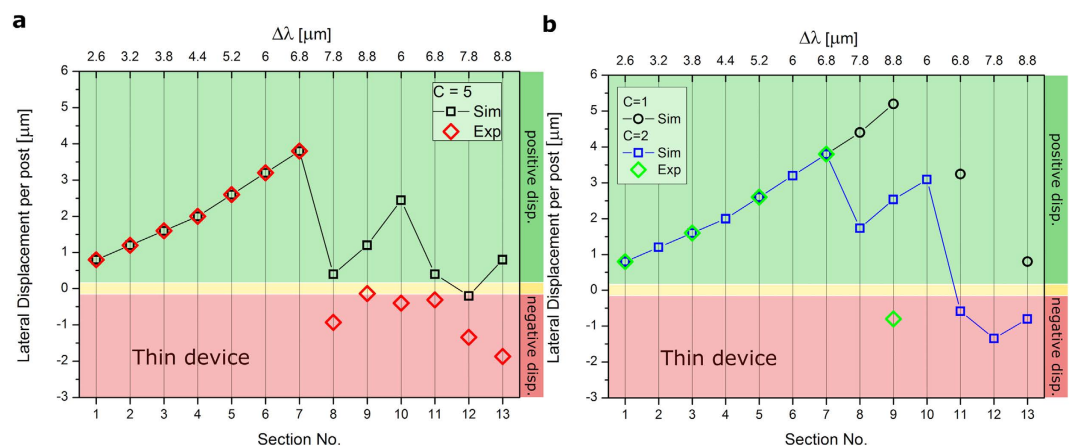 a
Δλ [μm]
2.6 3.2 3.8 4.4 5.2 6 6.8 7.8 8.8 6 6.8 7.8 8.8
Lateral Displacement per post [μm]
6
5
4
3
2
1
0
-1
-2
-3
C = 5
Sim
Exp
positive disp.
negative disp.
Thin device
1 2 3 4 5 6 7 8 9 10 11 12 13
Section No.
b
Δλ [μm]
2.6 3.2 3.8 4.4 5.2 6 6.8 7.8 8.8 6 6.8 7.8 8.8
Lateral Displacement per post [μm]
6
5
4
3
2
1
0
-1
-2
-3
C=1
Sim
C=2
Sim
Exp
positive disp.
negative disp.
Thin device
1 2 3 4 5 6 7 8 9 10 11 12 13
Section No.